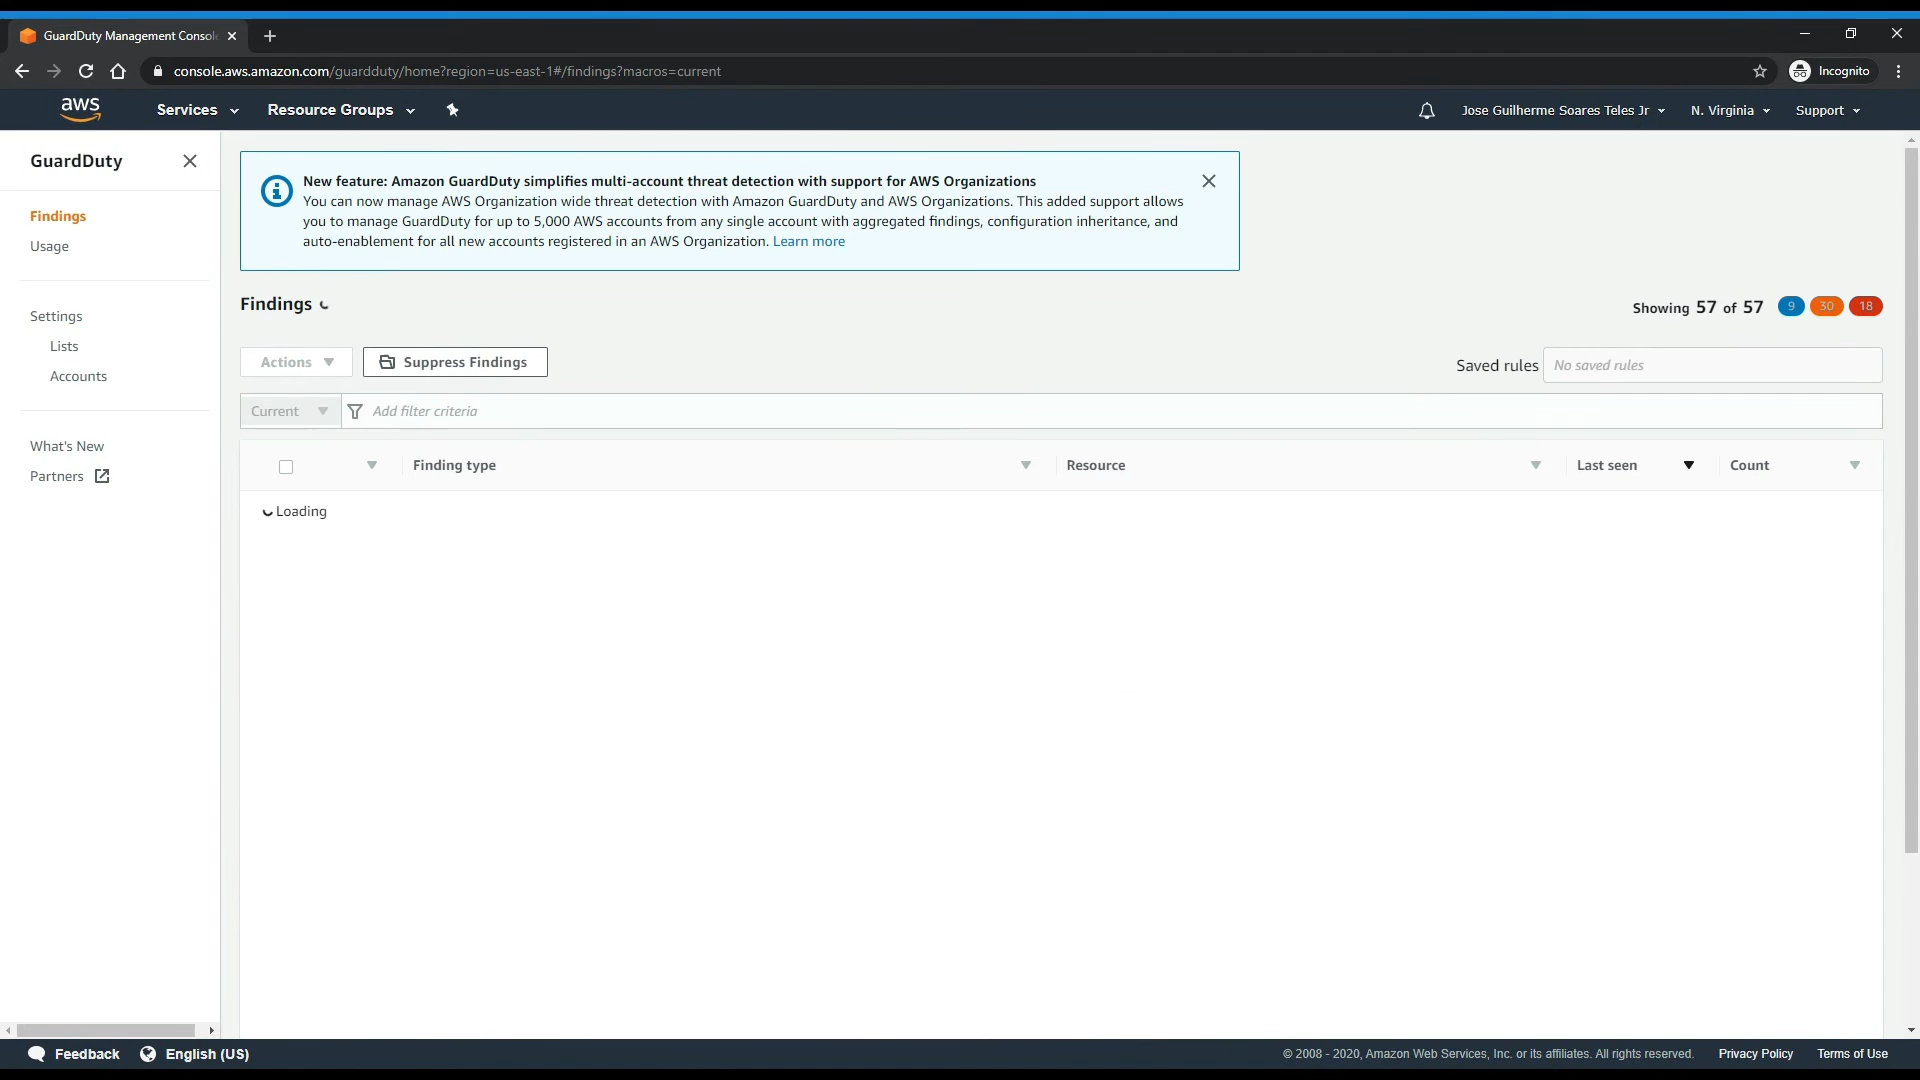 GuardDuty Management Consol
console.aws.amazon.com/guardduty/home?region=us-east-1#/findings?macros=current
Incognito
aws
Services
Resource Groups
Jose Guilherme Soares Teles Jr
N. Virginia
Support
GuardDuty
Findings
Usage
Settings
Lists
Accounts
What's New
Partners
New feature: Amazon GuardDuty simplifies multi-account threat detection with support for AWS Organizations
You can now manage AWS Organization wide threat detection with Amazon GuardDuty and AWS Organizations. This added support allows
you to manage GuardDuty for up to 5,000 AWS accounts from any single account with aggregated findings, configuration inheritance, and
auto-enablement for all new accounts registered in an AWS Organization. Learn more
Findings
Showing 57 of 57 9 30 18
Actions
Suppress Findings
Saved rules No saved rules
Current
Add filter criteria
Finding type
Resource
Last seen
Count
Loading
Feedback
English (US)
© 2008 - 2020, Amazon Web Services, Inc. or its affiliates. All rights reserved.
Privacy Policy
Terms of Use